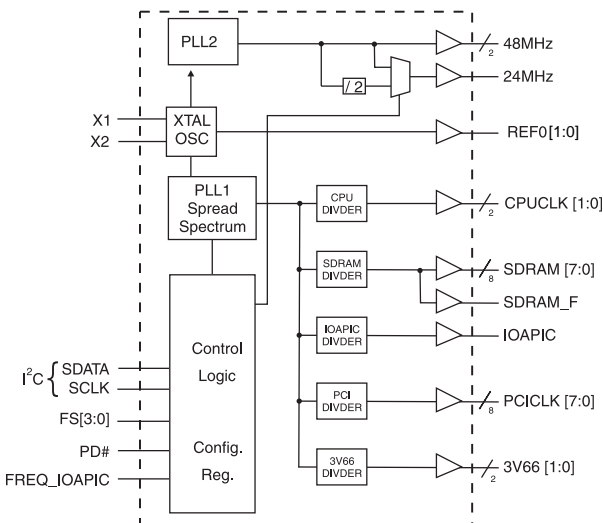 PLL2
48MHz
2
24MHz
/ 2
X1
X2
XTAL
OSC
REF0[1:0]
PLL1
Spread
Spectrum
CPU
DIVDER
CPUCLK [1:0]
2
SDRAM
DIVDER
SDRAM [7:0]
8
SDRAM_F
IOAPIC
DIVDER
IOAPIC
Control
Logic
I²C { SDATA
SCLK
PCI
DIVDER
PCICLK [7:0]
8
FS[3:0]
PD#
Config.
Reg.
FREQ_IOAPIC
3V66
DIVDER
3V66 [1:0]
2